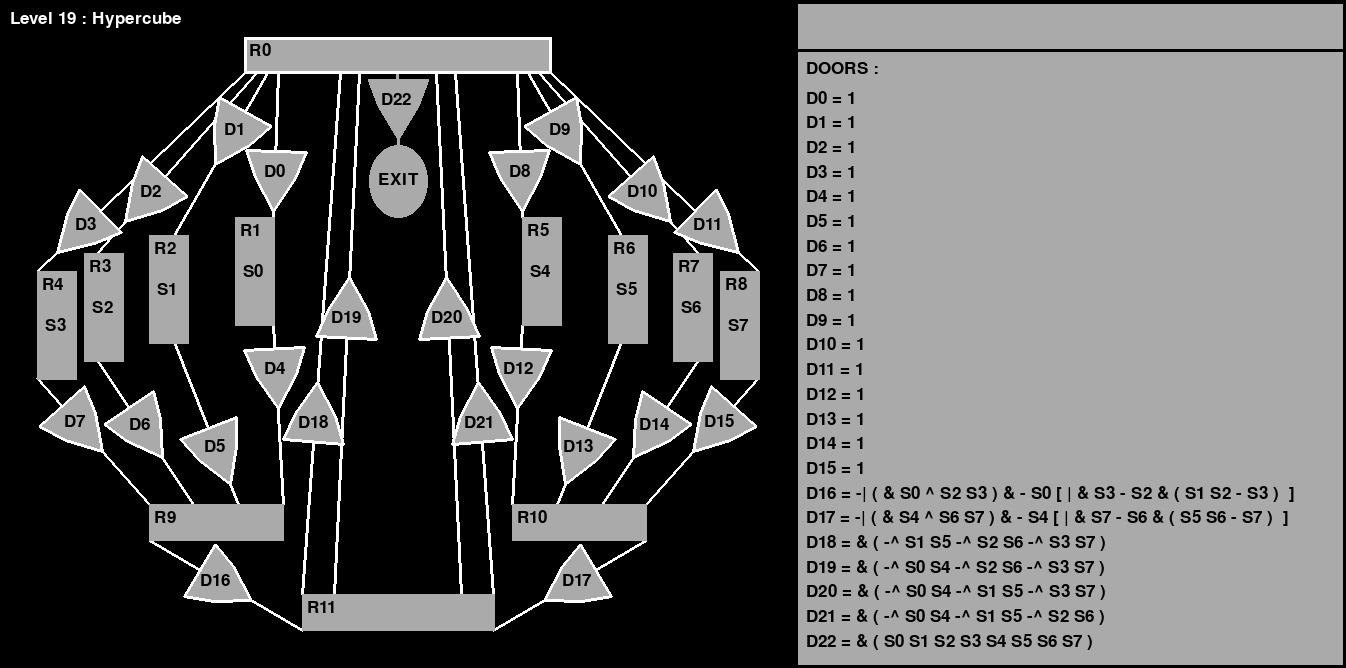 Level 19 : Hypercube
R0
D22
D1
D9
D0
D8
EXIT
D2
D10
D3
D11
R1
S0
R5
S4
R2
S1
R6
S5
R3
S2
R7
S6
R4
S3
R8
S7
D19
D20
D4
D12
D7
D6
D18
D21
D14
D15
D5
D13
R9
R10
D16
D17
R11
DOORS :
D0 = 1
D1 = 1
D2 = 1
D3 = 1
D4 = 1
D5 = 1
D6 = 1
D7 = 1
D8 = 1
D9 = 1
D10 = 1
D11 = 1
D12 = 1
D13 = 1
D14 = 1
D15 = 1
D16 = -| ( & S0 ^ S2 S3 ) & - S0 [ | & S3 - S2 & ( S1 S2 - S3 ) ]
D17 = -| ( & S4 ^ S6 S7 ) & - S4 [ | & S7 - S6 & ( S5 S6 - S7 ) ]
D18 = & ( -^ S1 S5 -^ S2 S6 -^ S3 S7 )
D19 = & ( -^ S0 S4 -^ S2 S6 -^ S3 S7 )
D20 = & ( -^ S0 S4 -^ S1 S5 -^ S3 S7 )
D21 = & ( -^ S0 S4 -^ S1 S5 -^ S2 S6 )
D22 = & ( S0 S1 S2 S3 S4 S5 S6 S7 )